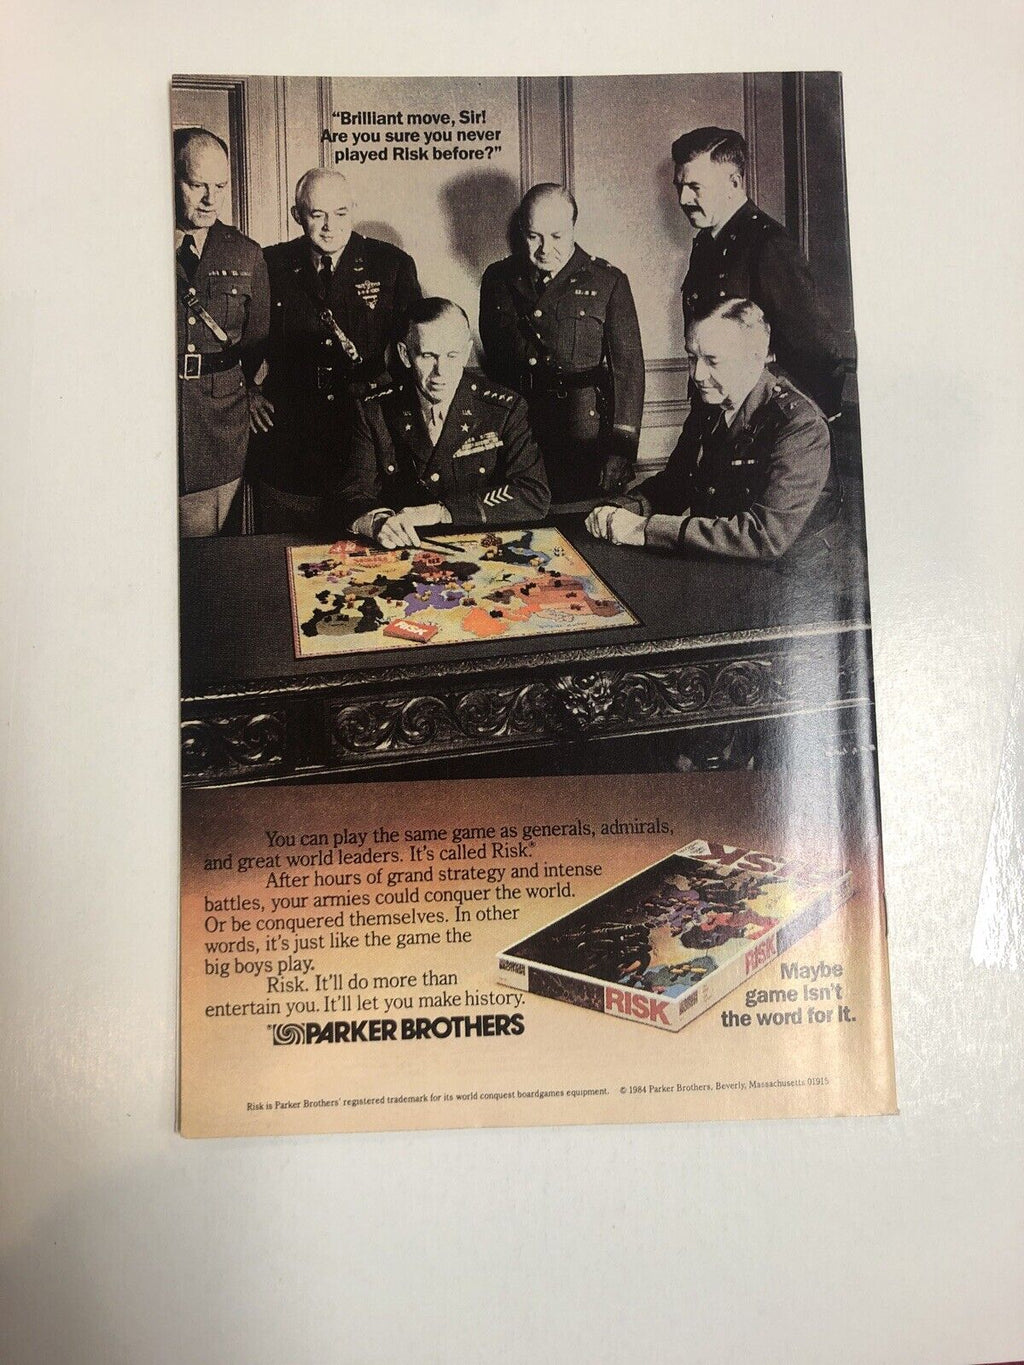 "Brilliant move, Sir!
Are you sure you never
played Risk before?"
RISK
You can play the same game as generals, admirals,
and great world leaders. It's called Risk.®
After hours of grand strategy and intense
battles, your armies could conquer the world.
Or be conquered themselves. In other
words, it's just like the game the
big boys play.
Risk. It'll do more than
entertain you. It'll let you make history.
PARKER BROTHERS
RISK
RISK
RISK
Maybe
game isn't
the word for it.
Risk is Parker Brothers' registered trademark for its world conquest boardgames equipment. © 1984 Parker Brothers, Beverly, Massachusetts 01915